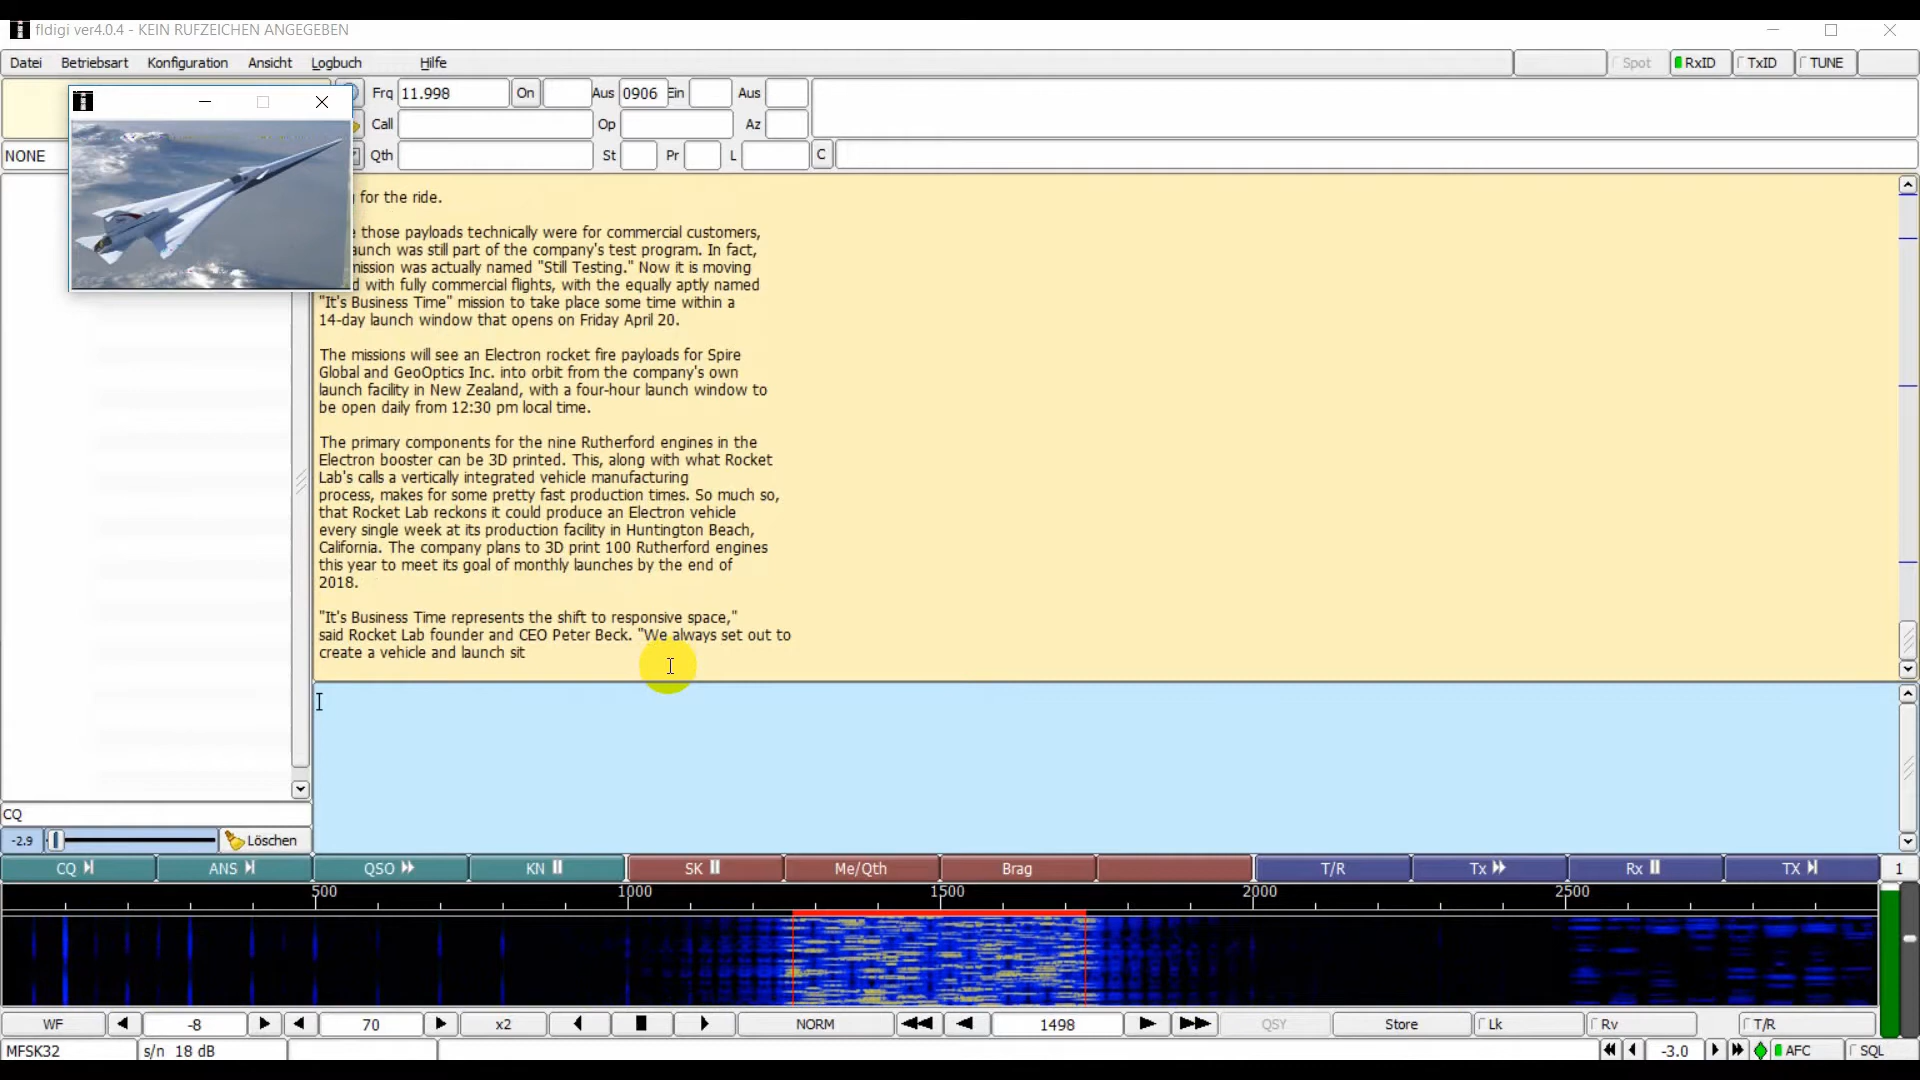 fldigi ver4.0.4 - KEIN RUFZEICHEN ANGEGEBEN
Datei Betriebsart Konfiguration Ansicht Logbuch Hilfe Spot RxID TxID TUNE
Frq 11.998 On Aus 0906 Ein Aus
Call Op Az
NONE Qth St Pr L C
for the ride.
those payloads technically were for commercial customers,
launch was still part of the company's test program. In fact,
mission was actually named "Still Testing." Now it is moving
with fully commercial flights, with the equally aptly named
"It's Business Time" mission to take place some time within a
14-day launch window that opens on Friday April 20.
The missions will see an Electron rocket fire payloads for Spire
Global and GeoOptics Inc. into orbit from the company's own
launch facility in New Zealand, with a four-hour launch window to
be open daily from 12:30 pm local time.
The primary components for the nine Rutherford engines in the
Electron booster can be 3D printed. This, along with what Rocket
Lab's calls a vertically integrated vehicle manufacturing
process, makes for some pretty fast production times. So much so,
that Rocket Lab reckons it could produce an Electron vehicle
every single week at its production facility in Huntington Beach,
California. The company plans to 3D print 100 Rutherford engines
this year to meet its goal of monthly launches by the end of
2018.
"It's Business Time represents the shift to responsive space,"
said Rocket Lab founder and CEO Peter Beck. "We always set out to
create a vehicle and launch sit
CQ
-2.9 Löschen
CQ ANS QSO KN SK Me/Qth Brag T/R Tx Rx TX 1
500 1000 1500 2000 2500
WF -8 70 x2 NORM 1498 QSY Store Lk Rv T/R
MFSK32 s/n 18 dB -3.0 AFC SQL